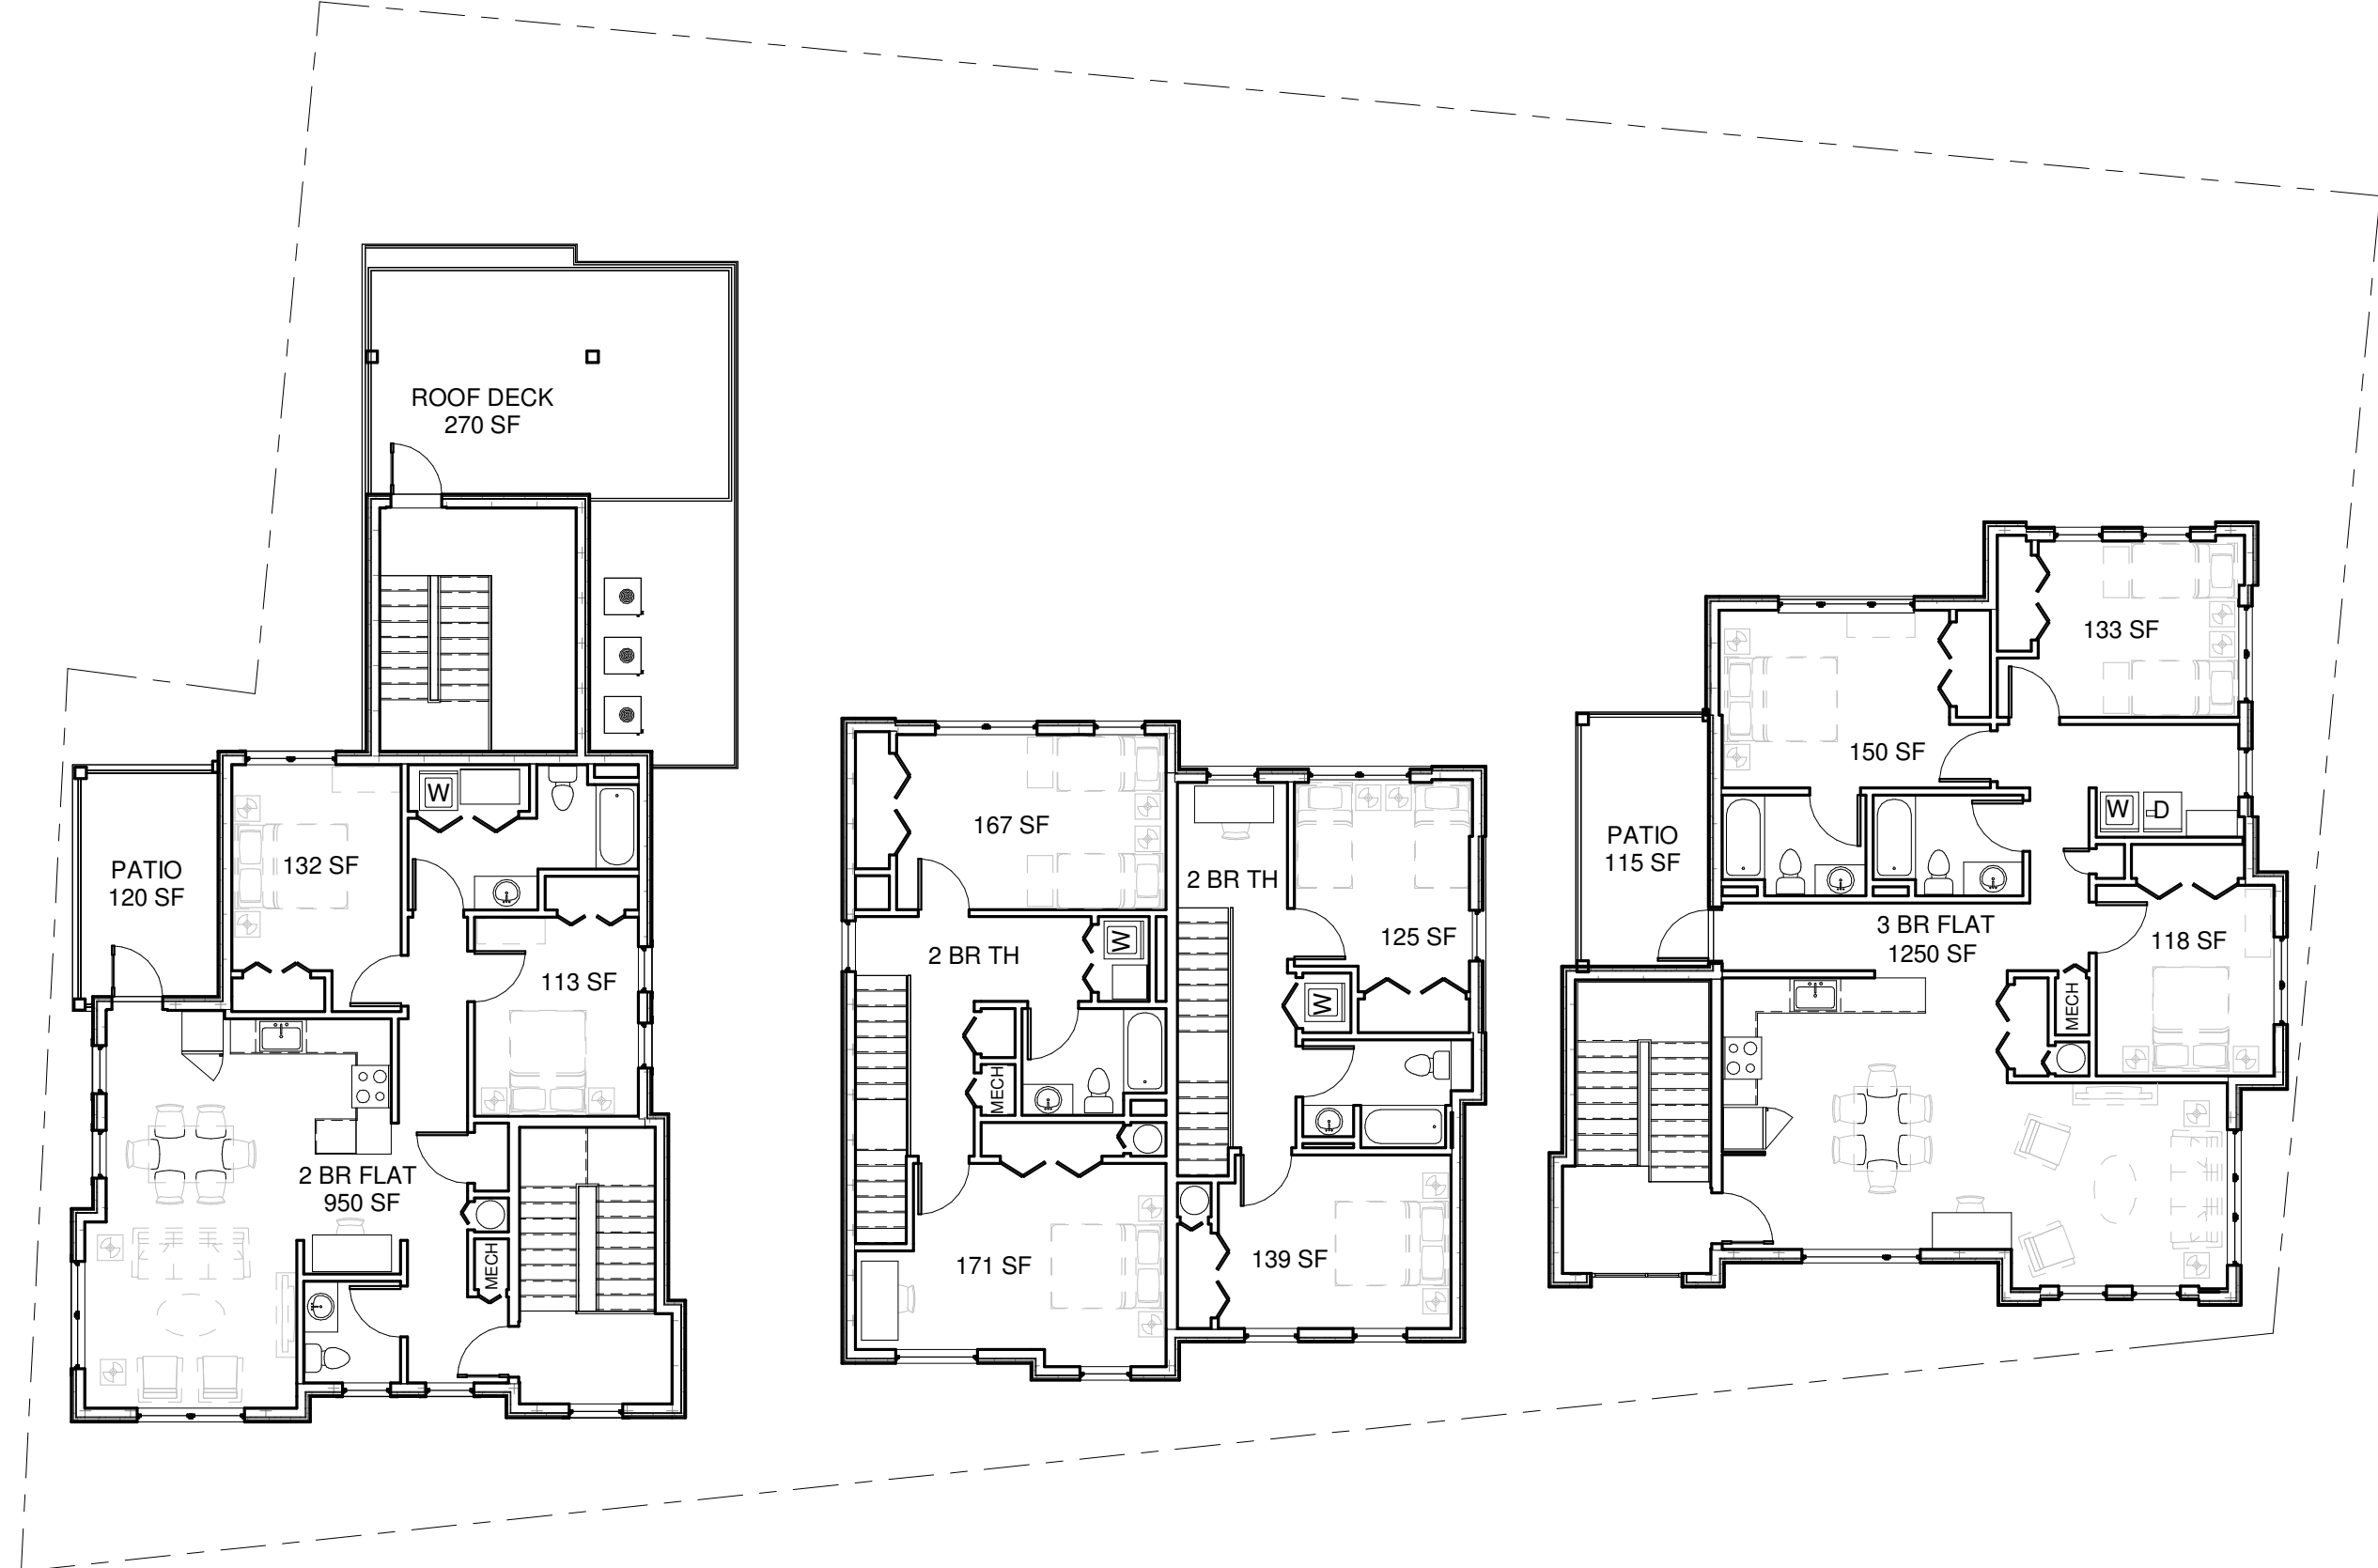 ROOF DECK
270 SF
W
132 SF
PATIO
120 SF
113 SF
2 BR FLAT
950 SF
MECH
167 SF
2 BR TH
W
MECH
171 SF
2 BR TH
125 SF
W
139 SF
133 SF
150 SF
W
D
PATIO
115 SF
3 BR FLAT
1250 SF
118 SF
MECH